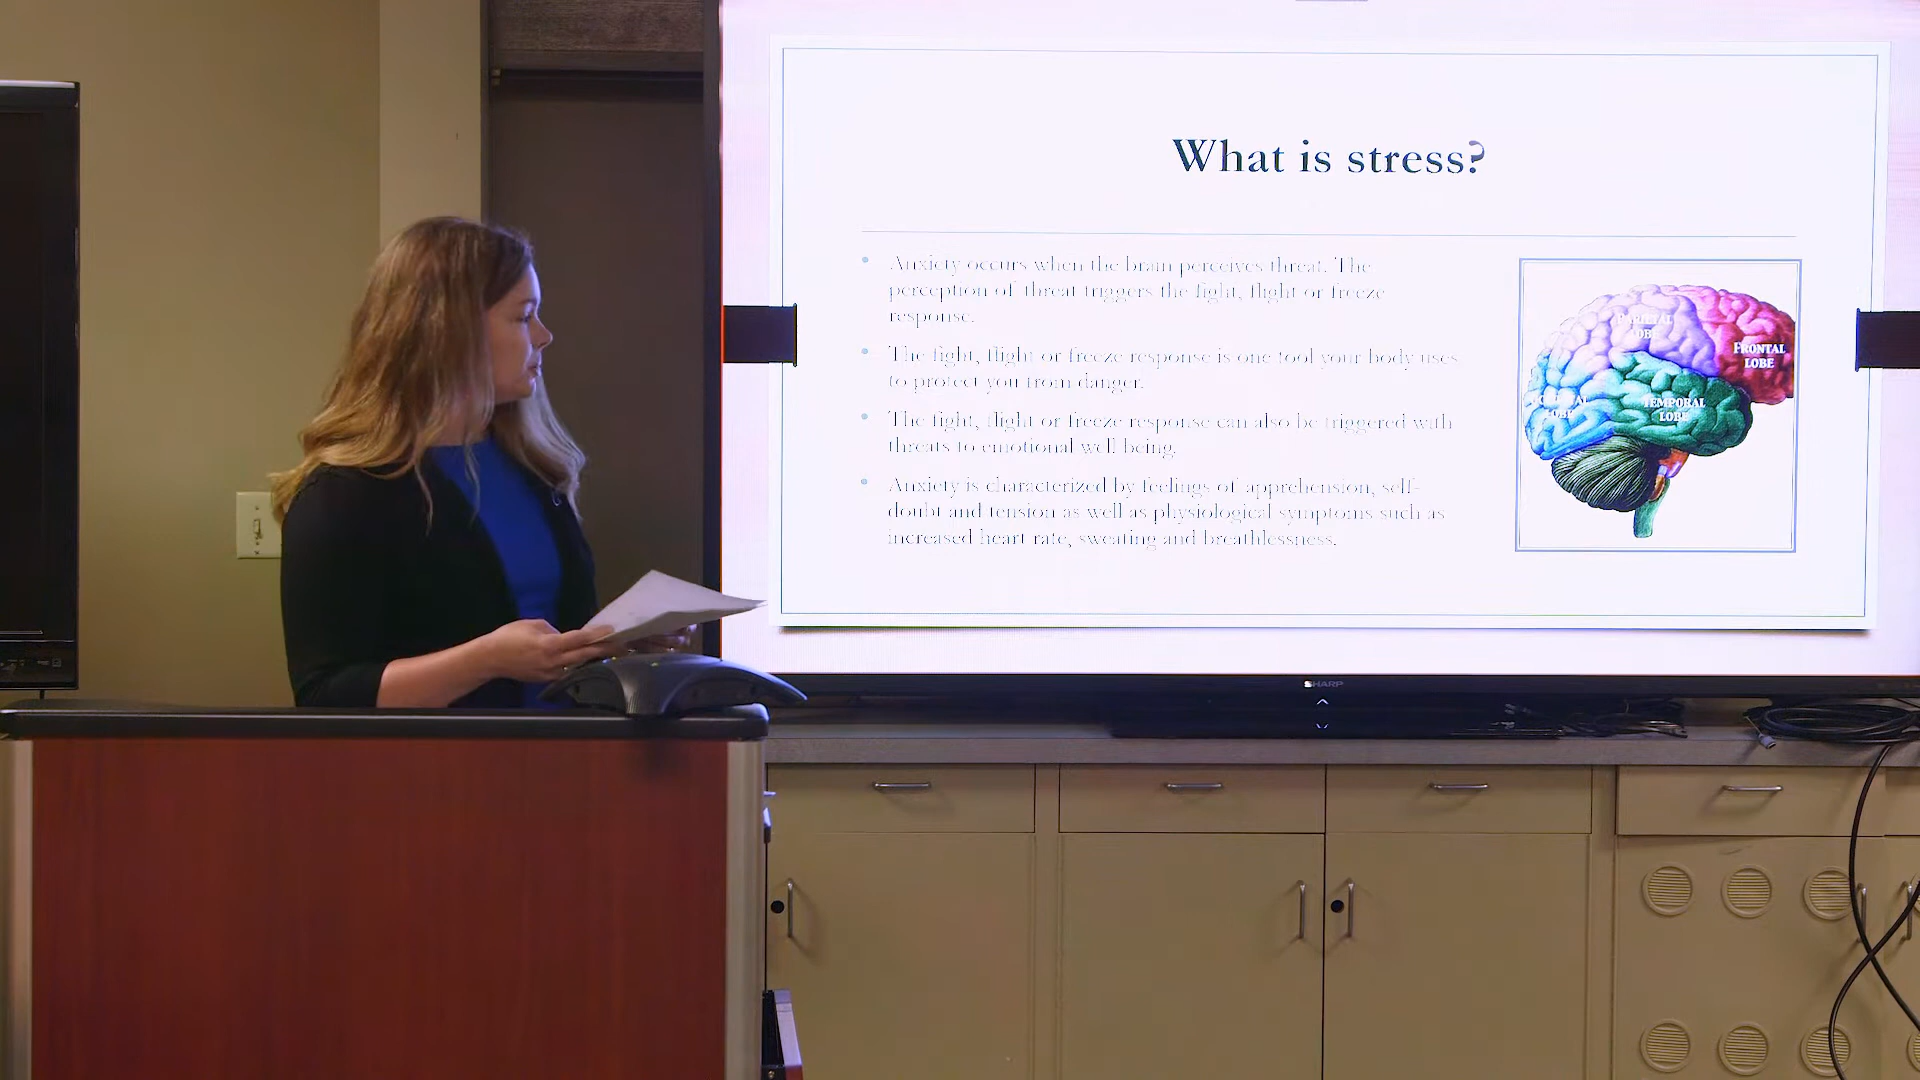 What is stress?
Anxiety occurs when the brain perceives threat. The
perception of threat triggers the fight, flight or freeze
response.
The fight, flight or freeze response is one tool your body uses
to protect you from danger.
The fight, flight or freeze response can also be triggered with
threats to emotional well being.
Anxiety is characterized by feelings of apprehension, self-
doubt and tension as well as physiological symptoms such as
increased heart rate, sweating and breathlessness.
PARIETAL
LOBE
FRONTAL
LOBE
OCCIPITAL
LOBE
TEMPORAL
LOBE
SHARP